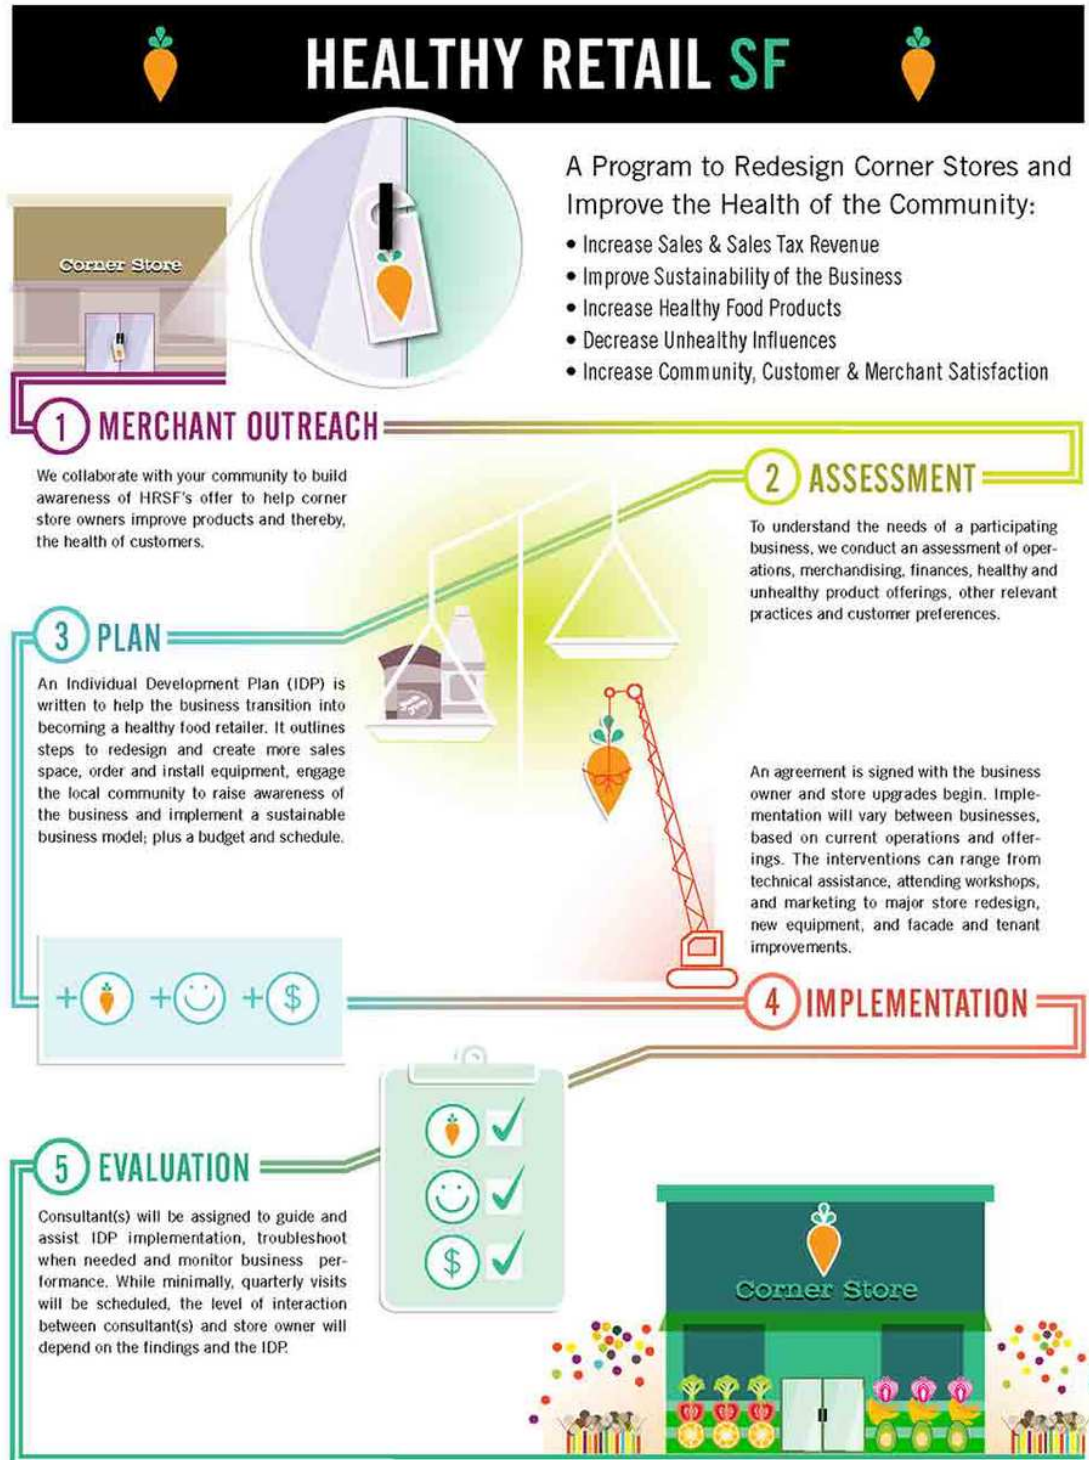 HEALTHY RETAIL SF
A Program to Redesign Corner Stores and
Improve the Health of the Community:
• Increase Sales & Sales Tax Revenue
• Improve Sustainability of the Business
• Increase Healthy Food Products
• Decrease Unhealthy Influences
• Increase Community, Customer & Merchant Satisfaction
Corner Store
1 MERCHANT OUTREACH
We collaborate with your community to build
awareness of HRSF's offer to help corner
store owners improve products and thereby,
the health of customers.
2 ASSESSMENT
To understand the needs of a participating
business, we conduct an assessment of oper-
ations, merchandising, finances, healthy and
unhealthy product offerings, other relevant
practices and customer preferences.
3 PLAN
An Individual Development Plan (IDP) is
written to help the business transition into
becoming a healthy food retailer. It outlines
steps to redesign and create more sales
space, order and install equipment, engage
the local community to raise awareness of
the business and implement a sustainable
business model; plus a budget and schedule.
+ + + $
An agreement is signed with the business
owner and store upgrades begin. Imple-
mentation will vary between businesses,
based on current operations and offer-
ings. The interventions can range from
technical assistance, attending workshops,
and marketing to major store redesign,
new equipment, and facade and tenant
improvements.
4 IMPLEMENTATION
5 EVALUATION
Consultant(s) will be assigned to guide and
assist IDP implementation, troubleshoot
when needed and monitor business per-
formance. While minimally, quarterly visits
will be scheduled, the level of interaction
between consultant(s) and store owner will
depend on the findings and the IDP.
$
Corner Store